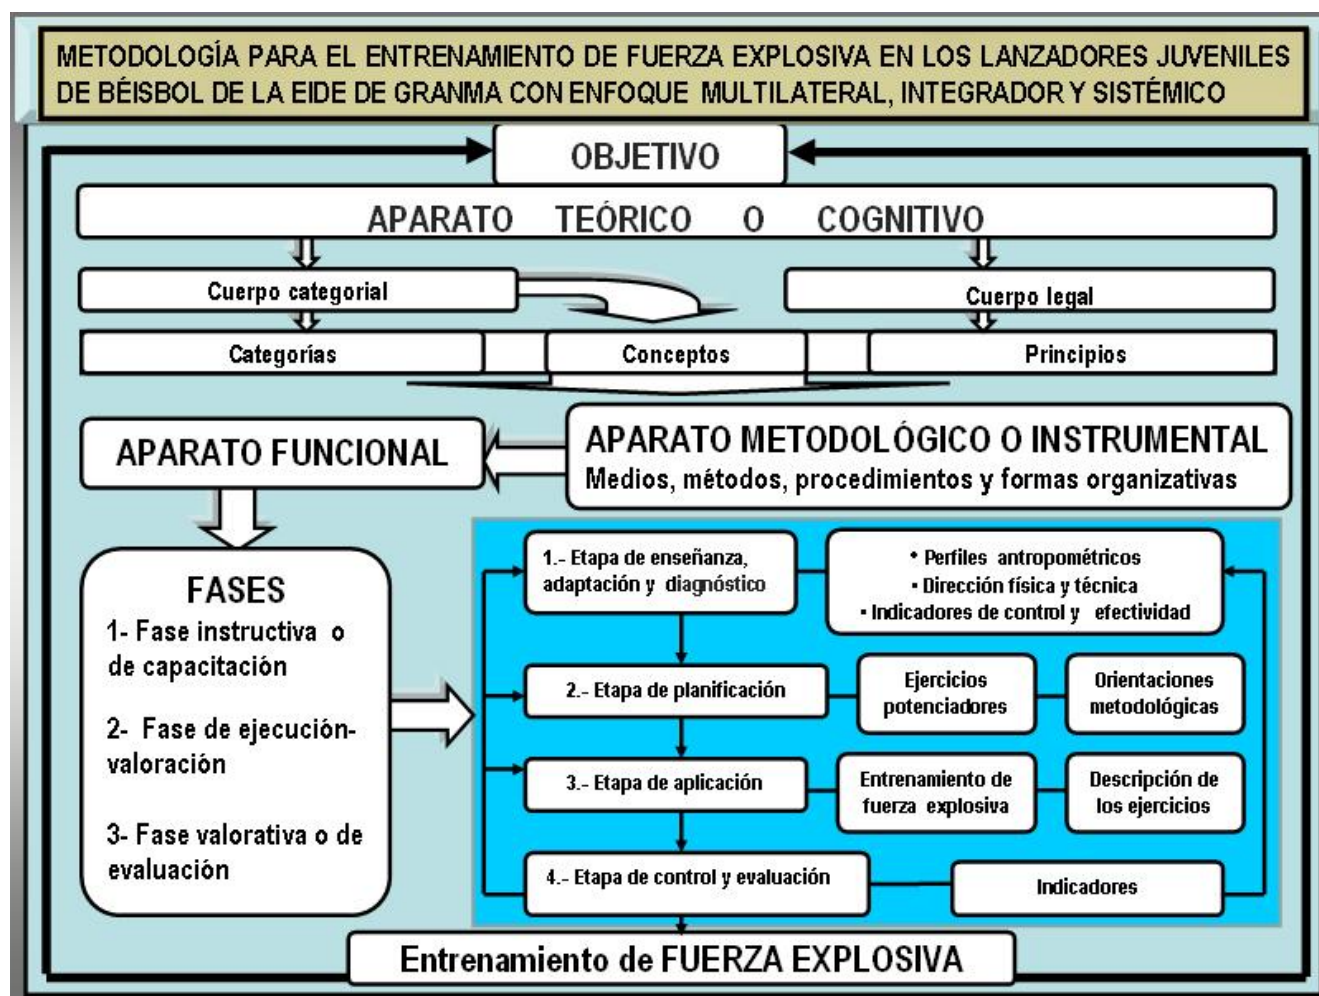 METODOLOGÍA PARA EL ENTRENAMIENTO DE FUERZA EXPLOSIVA EN LOS LANZADORES JUVENILES
DE BÉISBOL DE LA EIDE DE GRANMA CON ENFOQUE MULTILATERAL, INTEGRADOR Y SISTÉMICO
OBJETIVO
APARATO TEÓRICO O COGNITIVO
Cuerpo categorial
Cuerpo legal
Categorías
Conceptos
Principios
APARATO FUNCIONAL
APARATO METODOLÓGICO O INSTRUMENTAL
Medios, métodos, procedimientos y formas organizativas
FASES
1- Fase instructiva o
de capacitación
2- Fase de ejecución-
valoración
3- Fase valorativa o de
evaluación
1.- Etapa de enseñanza,
adaptación y diagnóstico
• Perfiles antropométricos
▪ Dirección física y técnica
▪ Indicadores de control y efectividad
2.- Etapa de planificación
Ejercicios
potenciadores
Orientaciones
metodológicas
3.- Etapa de aplicación
Entrenamiento de
fuerza explosiva
Descripción de
los ejercicios
4.- Etapa de control y evaluación
Indicadores
Entrenamiento de FUERZA EXPLOSIVA